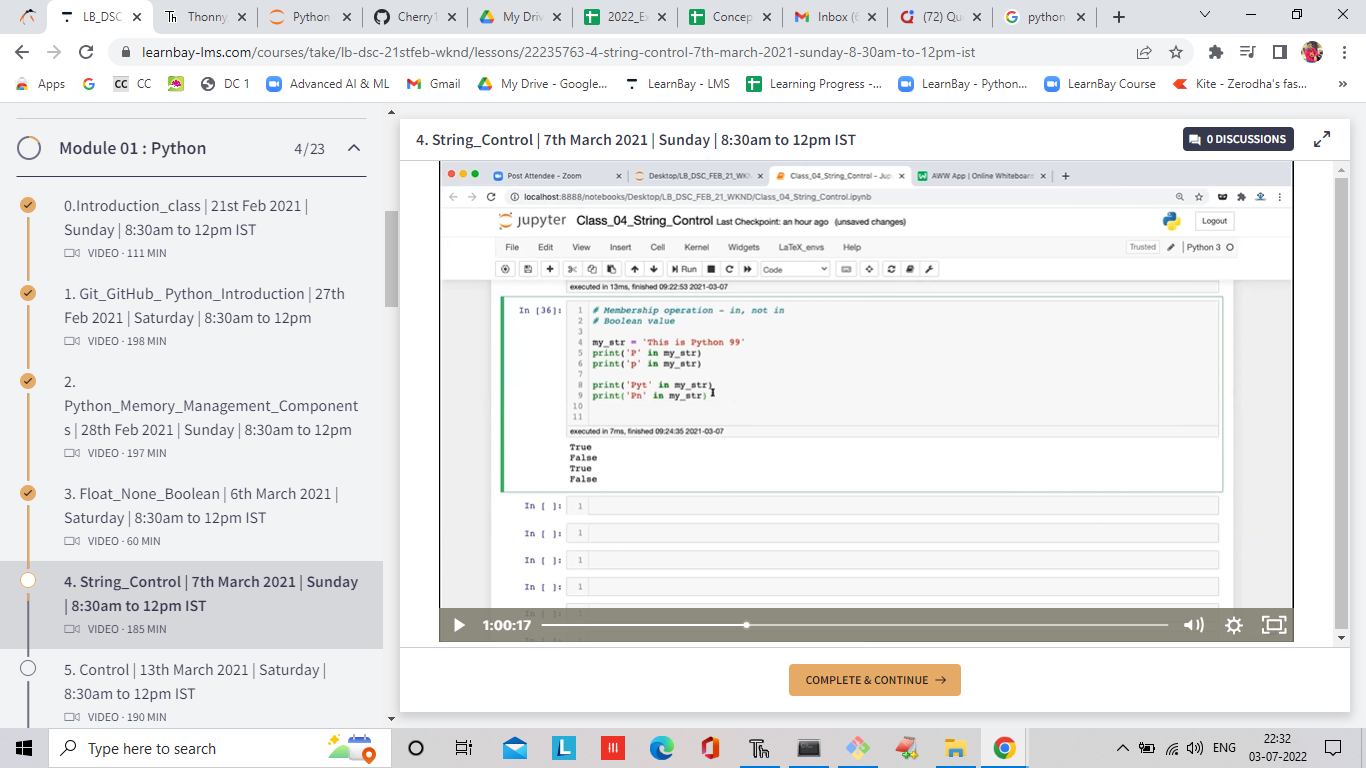 LB_DSC
Thonny,
Python
Cherry1
My Driv
2022_Ex
Concep
Inbox (6
(72) Qu
python
learnbay-lms.com/courses/take/lb-dsc-21stfeb-wknd/lessons/22235763-4-string-control-7th-march-2021-sunday-8-30am-to-12pm-ist
Apps
CC CC
DC 1
Advanced AI & ML
Gmail
My Drive - Google...
LearnBay - LMS
Learning Progress -...
LearnBay - Python...
LearnBay Course
Kite - Zerodha's fas...
»
Module 01 : Python 4/23
0.Introduction_class | 21st Feb 2021 |
Sunday | 8:30am to 12pm IST
VIDEO · 111 MIN
1. Git_GitHub_ Python_Introduction | 27th
Feb 2021 | Saturday | 8:30am to 12pm
VIDEO · 198 MIN
2.
Python_Memory_Management_Component
s | 28th Feb 2021 | Sunday | 8:30am to 12pm
VIDEO · 197 MIN
3. Float_None_Boolean | 6th March 2021 |
Saturday | 8:30am to 12pm IST
VIDEO · 60 MIN
4. String_Control | 7th March 2021 | Sunday
| 8:30am to 12pm IST
VIDEO · 185 MIN
5. Control | 13th March 2021 | Saturday |
8:30am to 12pm IST
VIDEO · 190 MIN
4. String_Control | 7th March 2021 | Sunday | 8:30am to 12pm IST
0 DISCUSSIONS
Post Attendee - Zoom
Desktop/LB_DSC_FEB_21_WKN
Class_04_String_Control - Jup
AWW App | Online Whiteboard
localhost:8888/notebooks/Desktop/LB_DSC_FEB_21_WKND/Class_04_String_Control.ipynb
jupyter Class_04_String_Control Last Checkpoint: an hour ago (unsaved changes)
Logout
File Edit View Insert Cell Kernel Widgets LaTeX_envs Help
Trusted Python 3
Run
Code
executed in 13ms, finished 09:22:53 2021-03-07
In [36]:
1 # Membership operation - in, not in
2 # Boolean value
3
4 my_str = 'This is Python 99'
5 print('P' in my_str)
6 print('p' in my_str)
7
8 print('Pyt' in my_str)
9 print('Pn' in my_str)
10
11
executed in 7ms, finished 09:24:35 2021-03-07
True
False
True
False
In [ ]: 1
In [ ]: 1
In [ ]: 1
In [ ]: 1
In [ ]: 1
1:00:17
COMPLETE & CONTINUE →
Type here to search
L
Th
ENG
22:32
03-07-2022